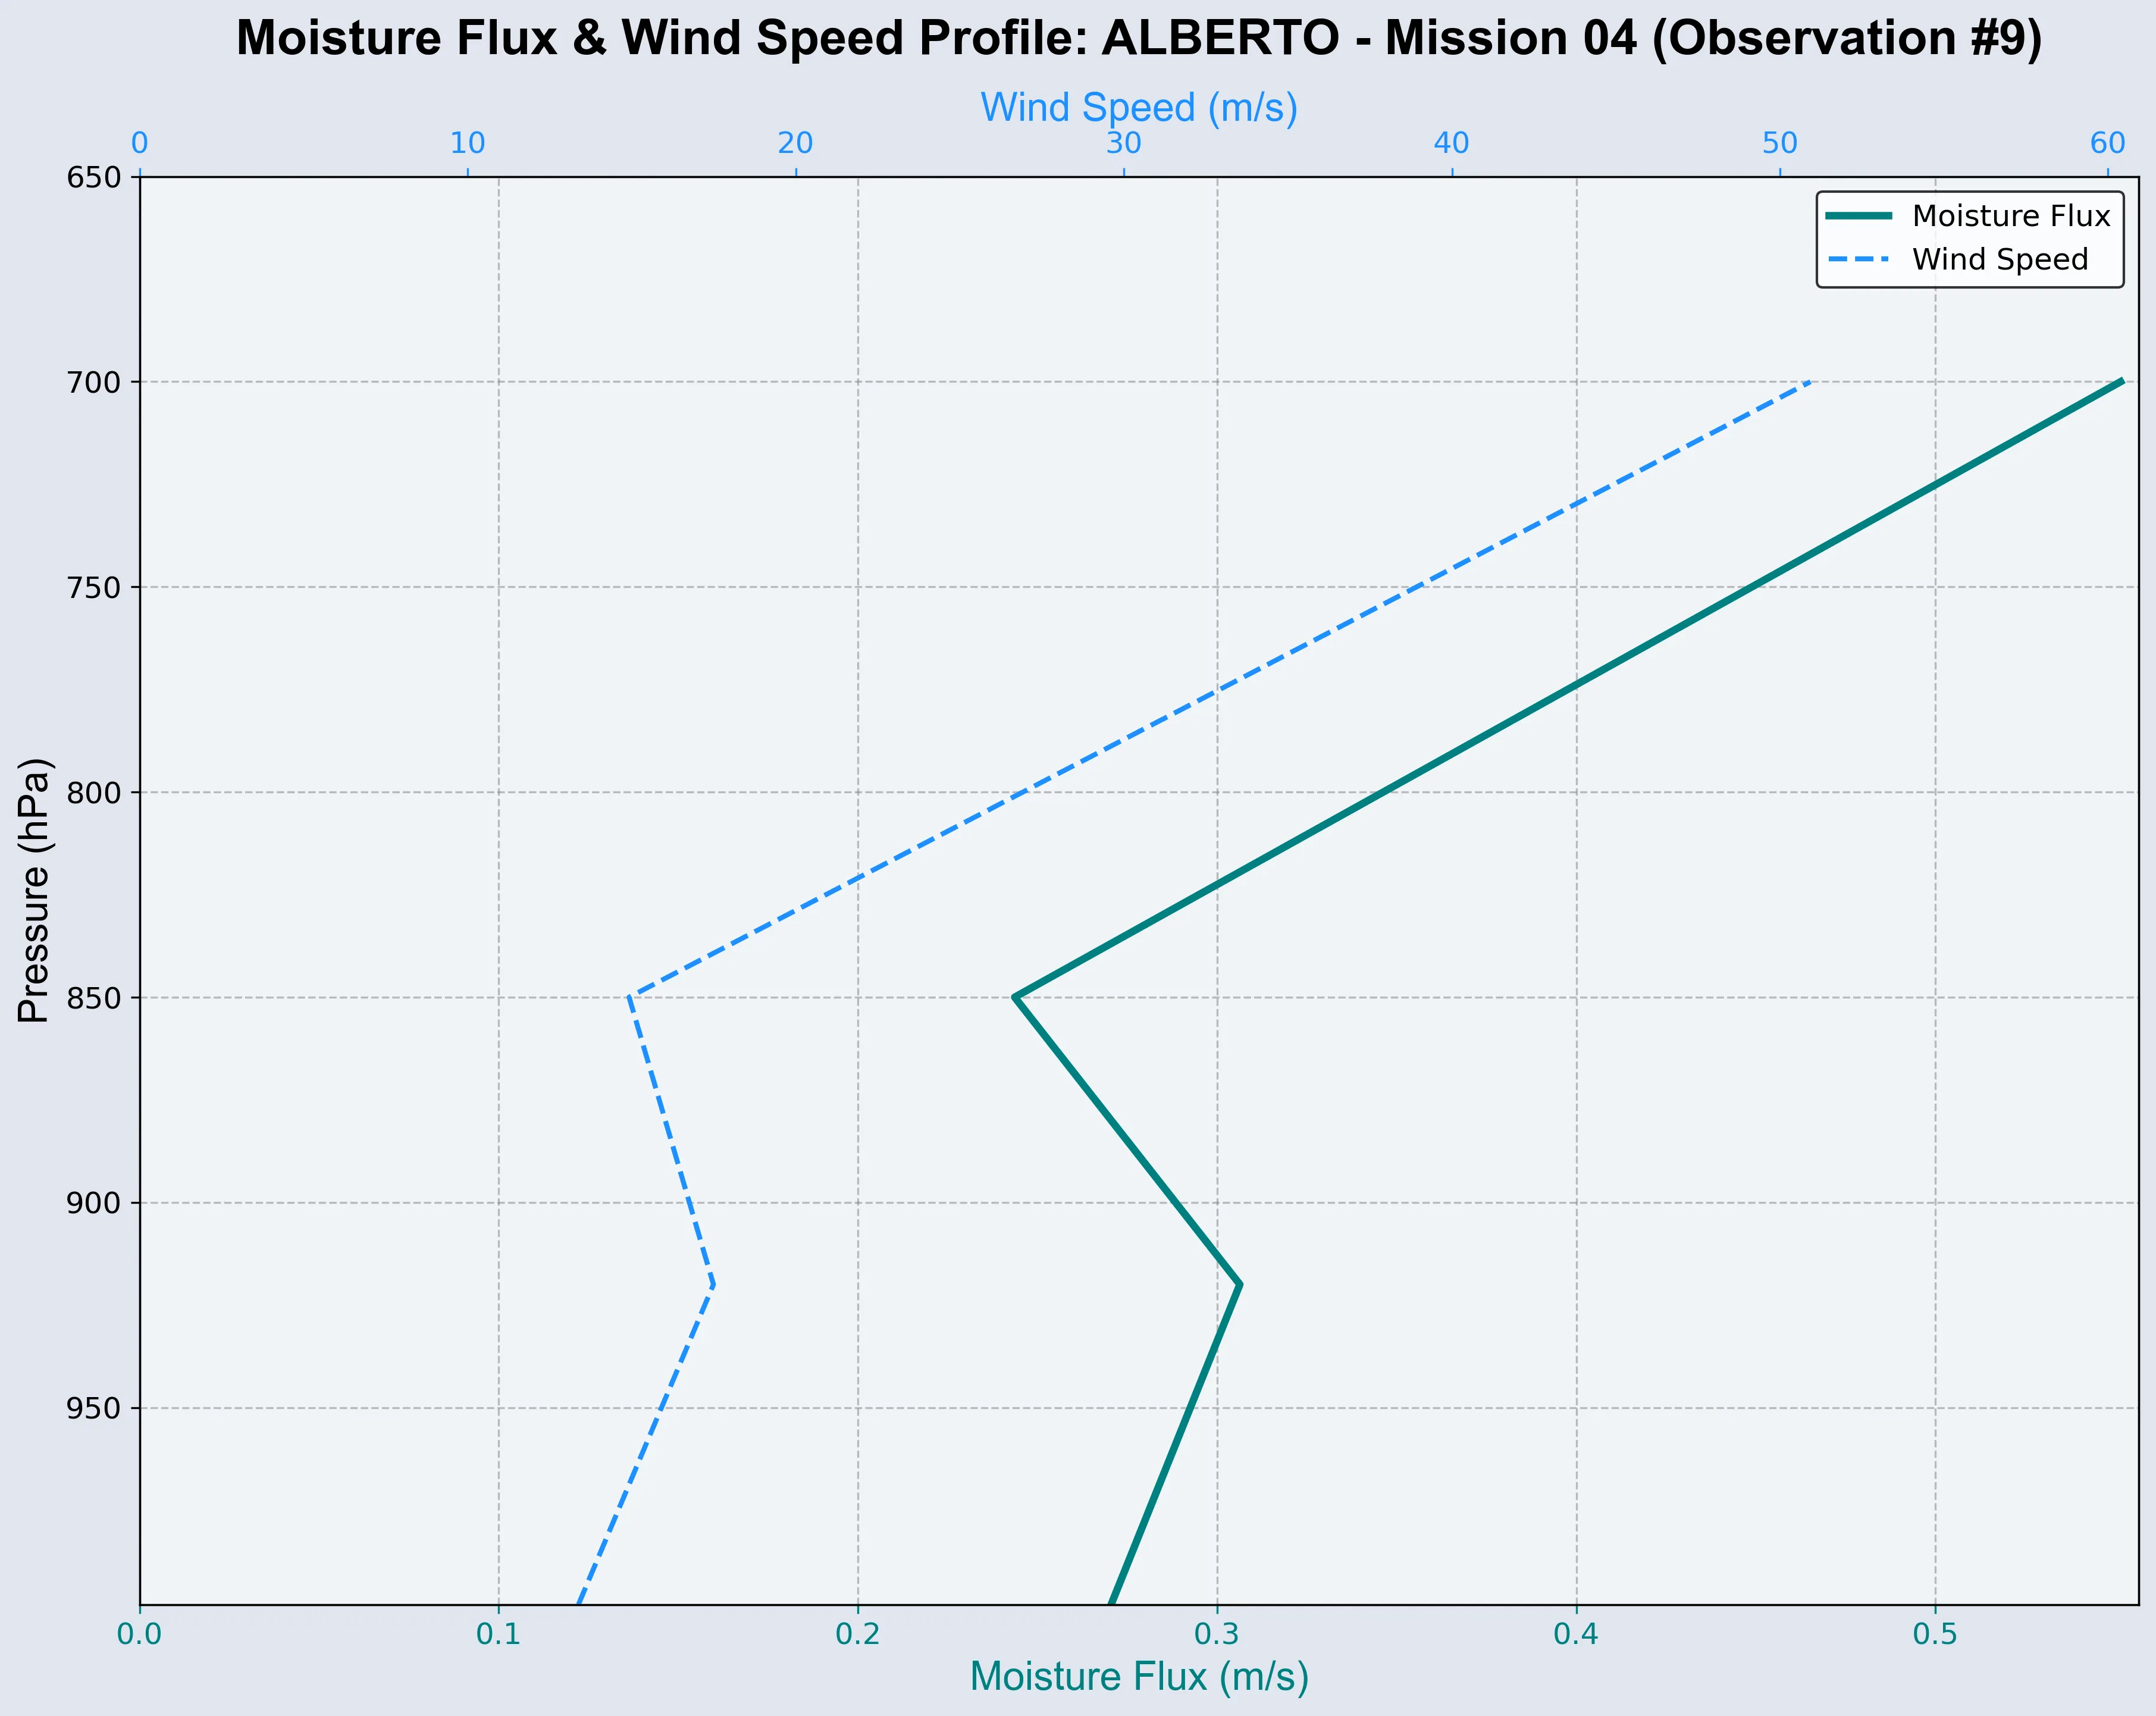 Moisture Flux & Wind Speed Profile: ALBERTO - Mission 04 (Observation #9)
Wind Speed (m/s)
0 10 20 30 40 50 60
Moisture Flux
Wind Speed
Pressure (hPa)
650
700
750
800
850
900
950
0.0 0.1 0.2 0.3 0.4 0.5
Moisture Flux (m/s)